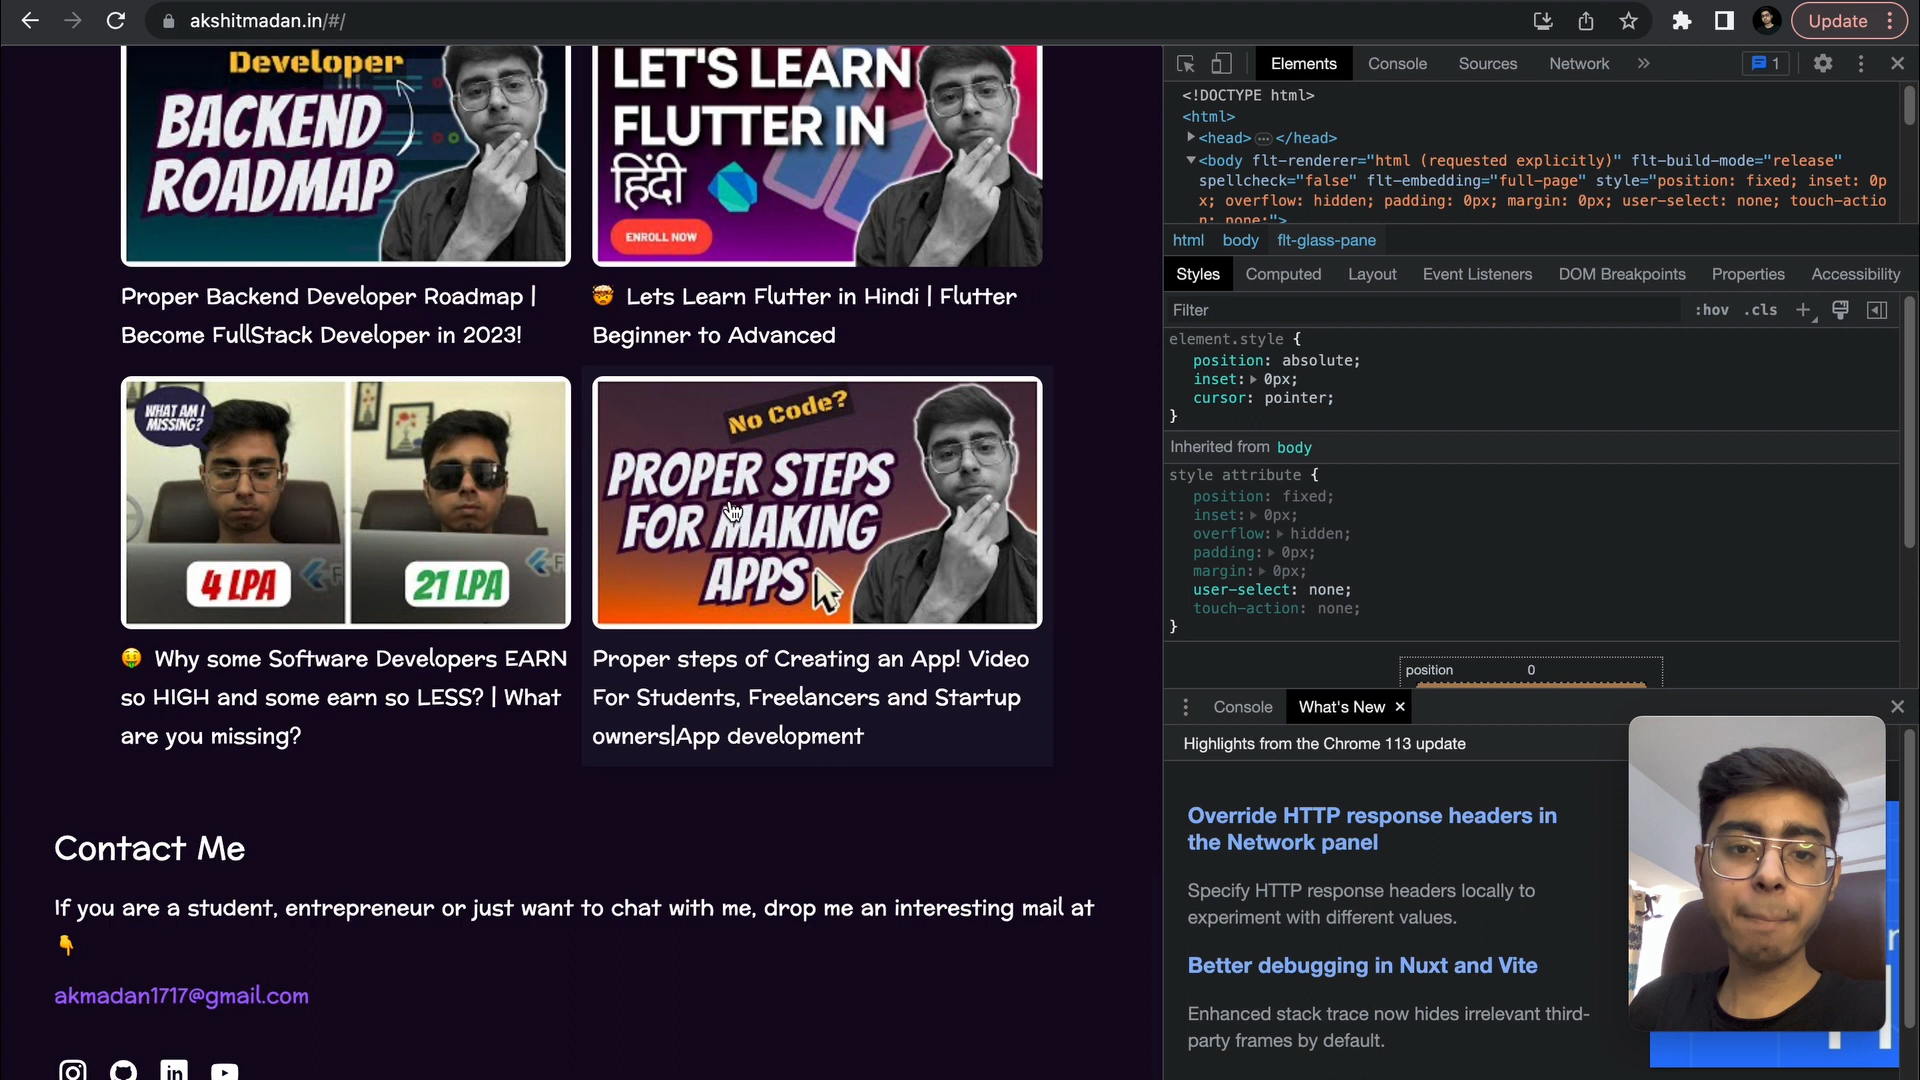 akshitmadan.in/#/
Update
Developer
BACKEND
ROADMAP
LET'S LEARN
FLUTTER IN
हिंदी
ENROLL NOW
Proper Backend Developer Roadmap |
Become FullStack Developer in 2023!
🤯 Lets Learn Flutter in Hindi | Flutter
Beginner to Advanced
WHAT AM I
MISSING?
4 LPA
21 LPA
No Code?
PROPER STEPS
FOR MAKING
APPS
🤑 Why some Software Developers EARN
so HIGH and some earn so LESS? | What
are you missing?
Proper steps of Creating an App! Video
For Students, Freelancers and Startup
owners|App development
Contact Me
If you are a student, entrepreneur or just want to chat with me, drop me an interesting mail at
👇
akmadan1717@gmail.com
in
Elements Console Sources Network » 1
<!DOCTYPE html>
<html>
<head> … </head>
<body flt-renderer="html (requested explicitly)" flt-build-mode="release"
spellcheck="false" flt-embedding="full-page" style="position: fixed; inset: 0p
x; overflow: hidden; padding: 0px; margin: 0px; user-select: none; touch-actio
n: none;">
html body flt-glass-pane
Styles Computed Layout Event Listeners DOM Breakpoints Properties Accessibility
Filter :hov .cls +
element.style {
position: absolute;
inset: 0px;
cursor: pointer;
}
Inherited from body
style attribute {
position: fixed;
inset: 0px;
overflow: hidden;
padding: 0px;
margin: 0px;
user-select: none;
touch-action: none;
}
position 0
Console What's New ×
Highlights from the Chrome 113 update
Override HTTP response headers in
the Network panel
Specify HTTP response headers locally to
experiment with different values.
Better debugging in Nuxt and Vite
Enhanced stack trace now hides irrelevant third-
party frames by default.